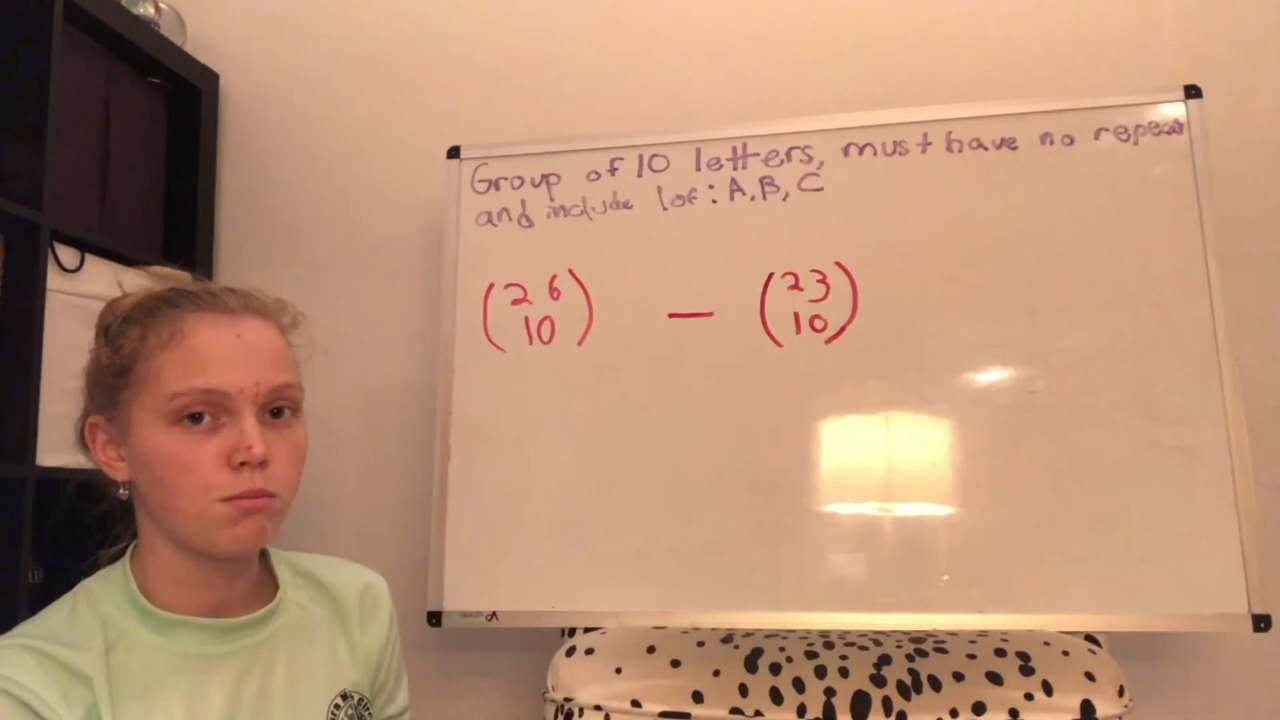 Group of 10 letters, must have no repeat
and include 1 of: A, B, C
(26 10) — (23 10)